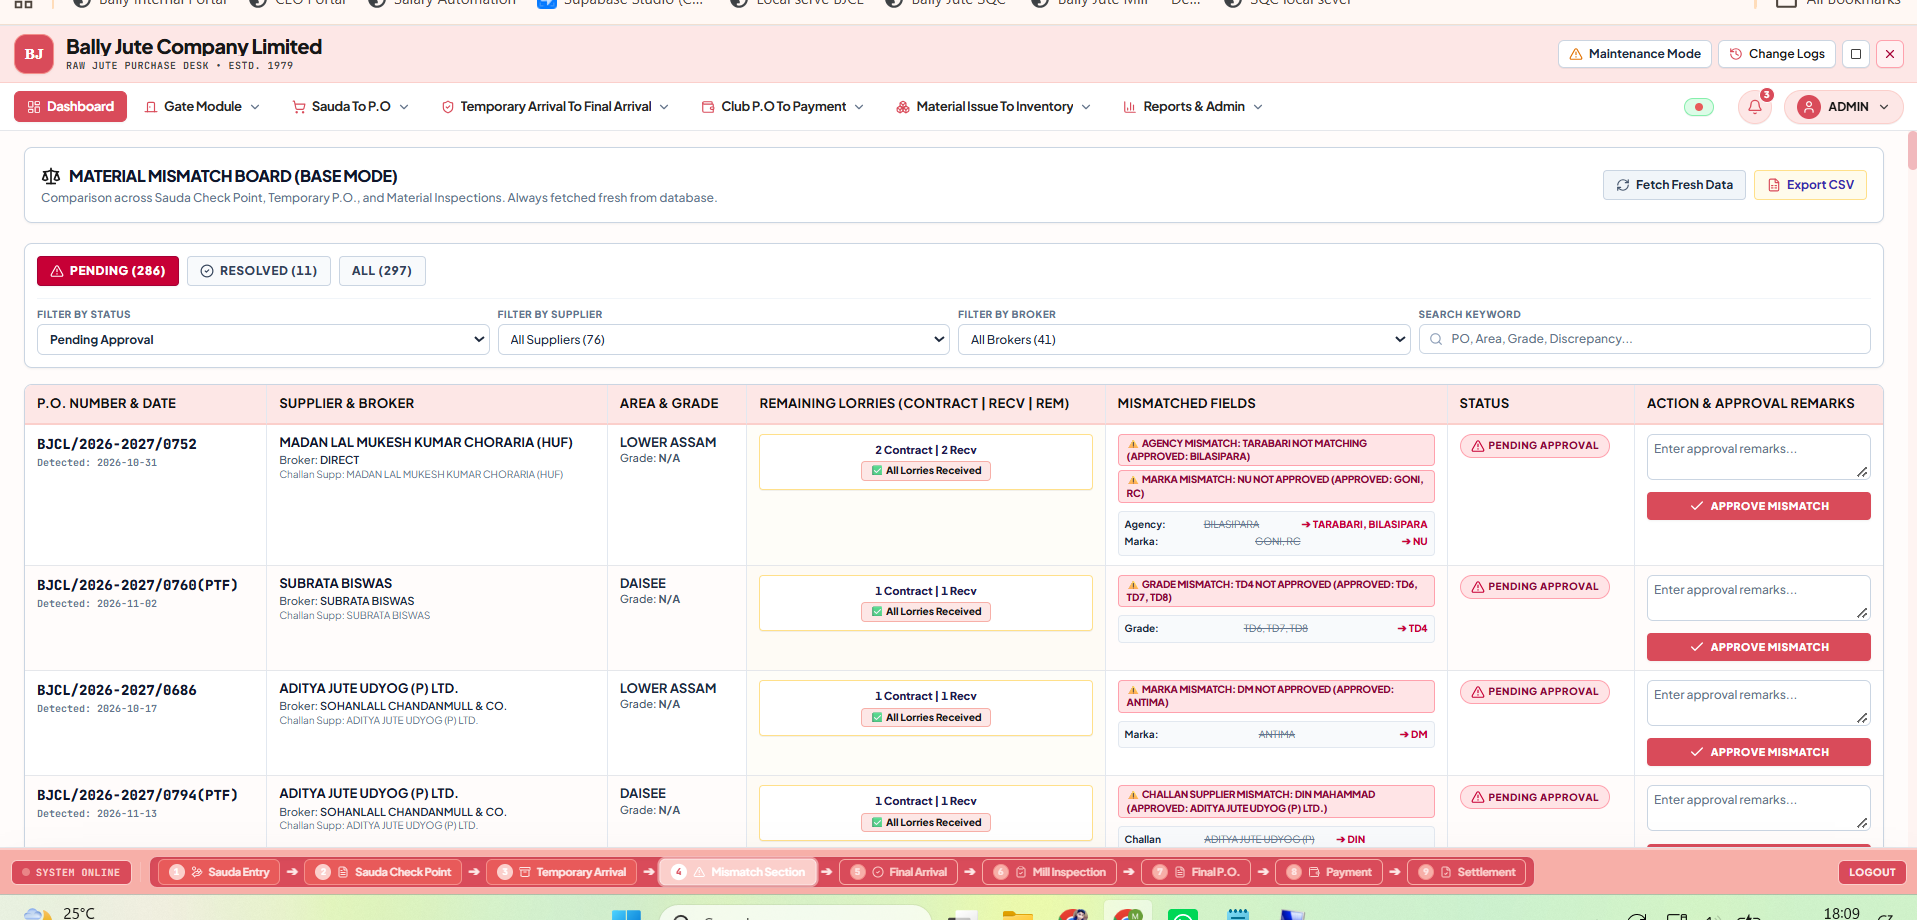 Bally Jute Company Limited
BJ
RAW JUTE PURCHASE DESK • ESTD. 1979
Maintenance Mode
Change Logs
Dashboard
Gate Module
Sauda To P.O
Temporary Arrival To Final Arrival
Club P.O To Payment
Material Issue To Inventory
Reports & Admin
3
ADMIN
MATERIAL MISMATCH BOARD (BASE MODE)
Comparison across Sauda Check Point, Temporary P.O., and Material Inspections. Always fetched fresh from database.
Fetch Fresh Data
Export CSV
PENDING (286)
RESOLVED (11)
ALL (297)
FILTER BY STATUS
FILTER BY SUPPLIER
FILTER BY BROKER
SEARCH KEYWORD
Pending Approval
All Suppliers (76)
All Brokers (41)
PO, Area, Grade, Discrepancy...
P.O. NUMBER & DATE
SUPPLIER & BROKER
AREA & GRADE
REMAINING LORRIES (CONTRACT | RECV | REM)
MISMATCHED FIELDS
STATUS
ACTION & APPROVAL REMARKS
BJCL/2026-2027/0752
Detected: 2026-10-31
MADAN LAL MUKESH KUMAR CHORARIA (HUF)
Broker: DIRECT
Challan Supp: MADAN LAL MUKESH KUMAR CHORARIA (HUF)
LOWER ASSAM
Grade: N/A
2 Contract | 2 Recv
All Lorries Received
AGENCY MISMATCH: TARABARI NOT MATCHING
(APPROVED: BILASIPARA)
MARKA MISMATCH: NU NOT APPROVED (APPROVED: GONI,
RC)
Agency: BILASIPARA ➔ TARABARI, BILASIPARA
Marka: GONI, RC ➔ NU
PENDING APPROVAL
Enter approval remarks...
APPROVE MISMATCH
BJCL/2026-2027/0760(PTF)
Detected: 2026-11-02
SUBRATA BISWAS
Broker: SUBRATA BISWAS
Challan Supp: SUBRATA BISWAS
DAISEE
Grade: N/A
1 Contract | 1 Recv
All Lorries Received
GRADE MISMATCH: TD4 NOT APPROVED (APPROVED: TD6,
TD7, TD8)
Grade: TD6, TD7, TD8 ➔ TD4
PENDING APPROVAL
Enter approval remarks...
APPROVE MISMATCH
BJCL/2026-2027/0686
Detected: 2026-10-17
ADITYA JUTE UDYOG (P) LTD.
Broker: SOHANLALL CHANDANMULL & CO.
Challan Supp: ADITYA JUTE UDYOG (P) LTD.
LOWER ASSAM
Grade: N/A
1 Contract | 1 Recv
All Lorries Received
MARKA MISMATCH: DM NOT APPROVED (APPROVED:
ANTIMA)
Marka: ANTIMA ➔ DM
PENDING APPROVAL
Enter approval remarks...
APPROVE MISMATCH
BJCL/2026-2027/0794(PTF)
Detected: 2026-11-13
ADITYA JUTE UDYOG (P) LTD.
Broker: SOHANLALL CHANDANMULL & CO.
Challan Supp: ADITYA JUTE UDYOG (P) LTD.
DAISEE
Grade: N/A
1 Contract | 1 Recv
All Lorries Received
CHALLAN SUPPLIER MISMATCH: DIN MAHAMMAD
(APPROVED: ADITYA JUTE UDYOG (P) LTD.)
Challan ADITYA JUTE UDYOG (P) ➔ DIN
PENDING APPROVAL
Enter approval remarks...
SYSTEM ONLINE
1 Sauda Entry
2 Sauda Check Point
3 Temporary Arrival
4 Mismatch Section
5 Final Arrival
6 Mill Inspection
7 Final P.O.
8 Payment
9 Settlement
LOGOUT
25°C
18:09